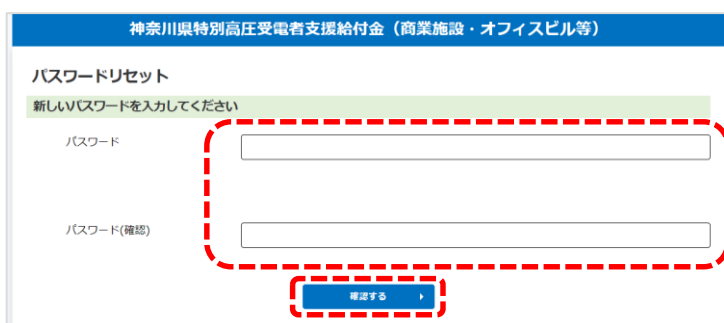 神奈川県特別高圧受電者支援給付金（商業施設・オフィスビル等）
パスワードリセット
新しいパスワードを入力してください
パスワード
パスワード(確認)
確認する